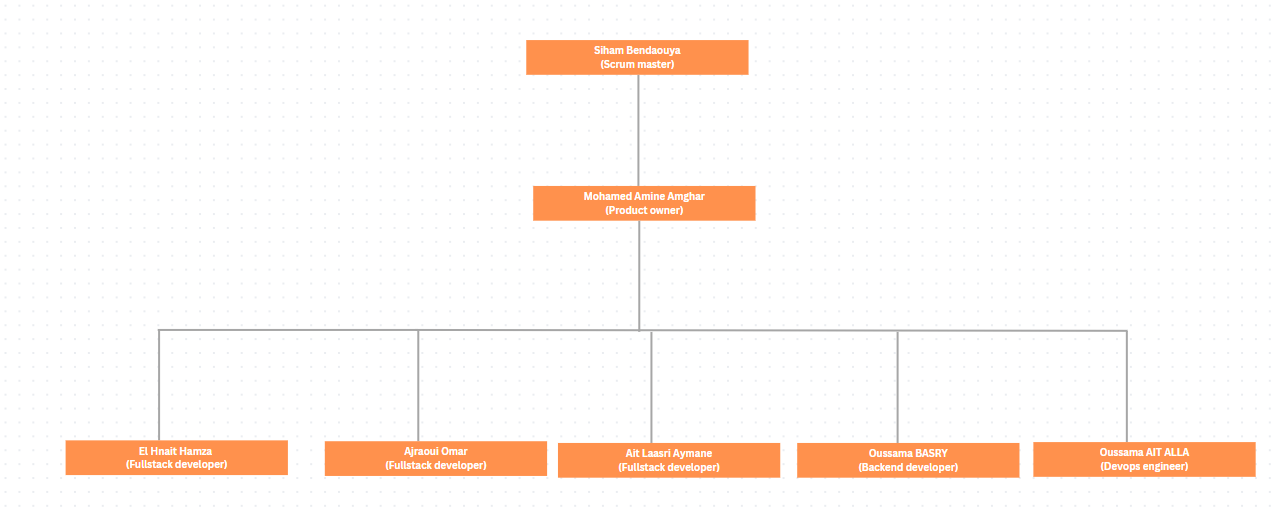 Siham Bendaouya
(Scrum master)
Mohamed Amine Amghar
(Product owner)
El Hnait Hamza
(Fullstack developer)
Ajraoui Omar
(Fullstack developer)
Ait Laasri Aymane
(Fullstack developer)
Oussama BASRY
(Backend developer)
Oussama AIT ALLA
(Devops engineer)